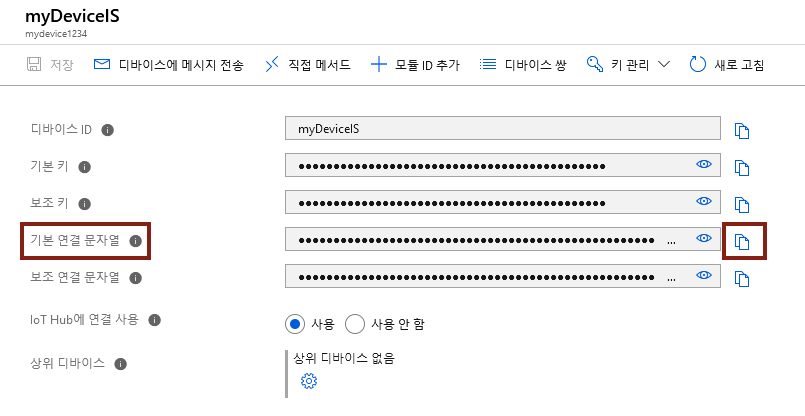 myDeviceIS
mydevice1234
저장 디바이스에 메시지 전송 직접 메서드 모듈 ID 추가 디바이스 쌍 키 관리 새로 고침
디바이스 ID myDeviceIS
기본 키 ••••••••••••••••••••••••••••••••••••••••••••
보조 키 ••••••••••••••••••••••••••••••••••••••••••••
기본 연결 문자열 ••••••••••••••••••••••••••••••••••••••••••••••••••• ...
보조 연결 문자열 ••••••••••••••••••••••••••••••••••••••••••••••••••• ...
IoT Hub에 연결 사용 사용 사용 안 함
상위 디바이스 상위 디바이스 없음